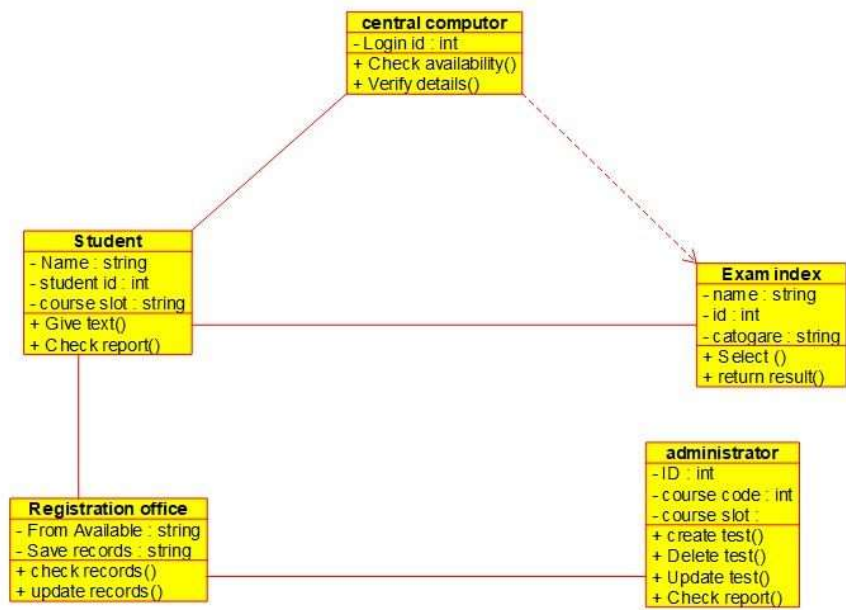 central computor
- Login id : int
+ Check availability()
+ Verify details()
Student
- Name : string
- student id : int
- course slot : string
+ Give text()
+ Check report()
Exam index
- name : string
- id : int
- catogare : string
+ Select ()
+ return result()
Registration office
- From Available : string
- Save records : string
+ check records()
+ update records()
administrator
- ID : int
- course code : int
- course slot :
+ create test()
+ Delete test()
+ Update test()
+ Check report()